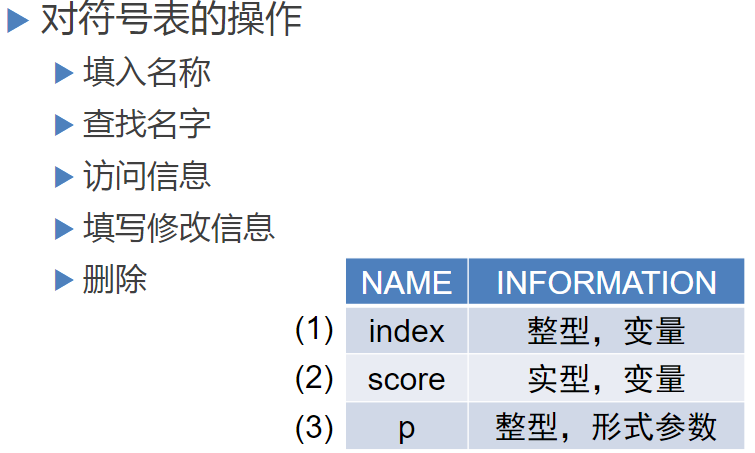 对符号表的操作
填入名称
查找名字
访问信息
填写修改信息
删除
NAME INFORMATION
(1) index 整型，变量
(2) score 实型，变量
(3) p 整型，形式参数